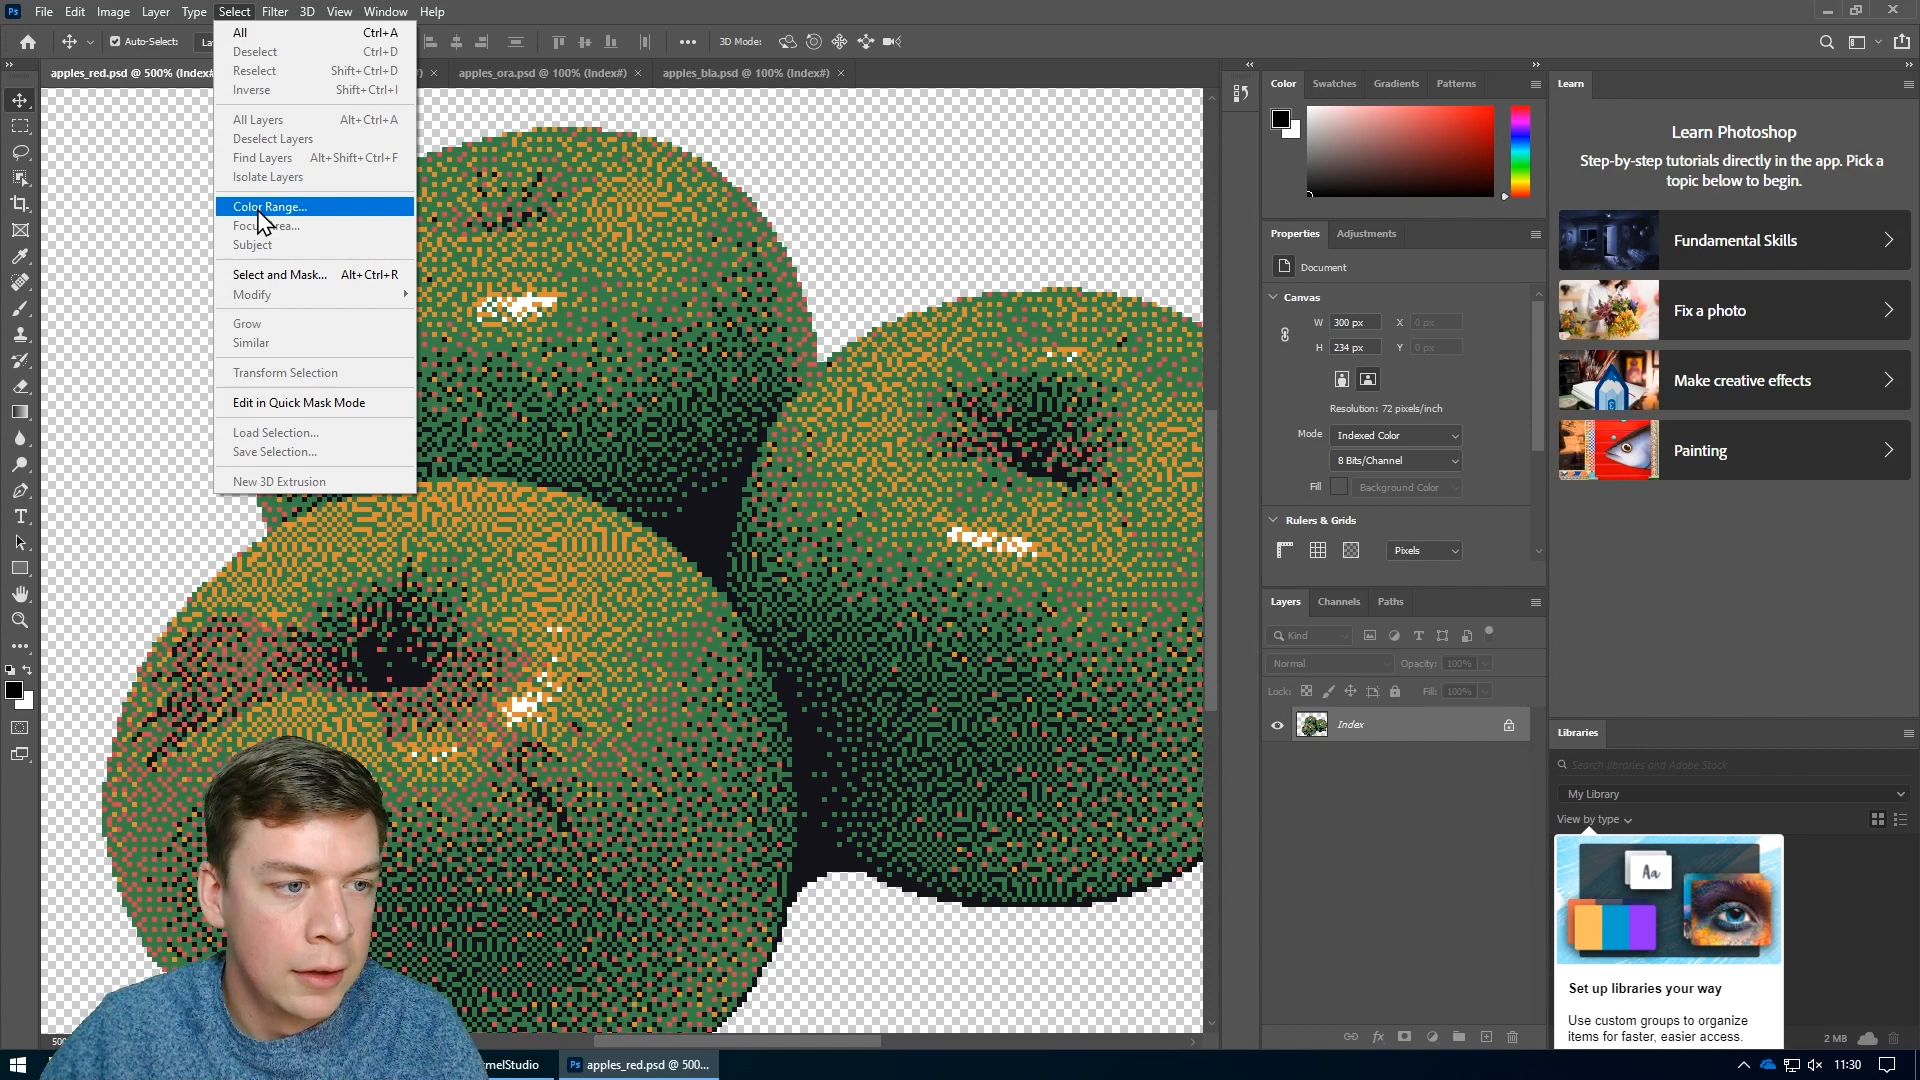 Ps File Edit Image Layer Type Select Filter 3D View Window Help
Auto-Select: 3D Mode:
apples_red.psd @ 500% (Index# apples_ora.psd @ 100% (Index#) apples_bla.psd @ 100% (Index#)
All Ctrl+A
Deselect Ctrl+D
Reselect Shift+Ctrl+D
Inverse Shift+Ctrl+I
All Layers Alt+Ctrl+A
Deselect Layers
Find Layers Alt+Shift+Ctrl+F
Isolate Layers
Color Range...
Subject
Select and Mask... Alt+Ctrl+R
Modify
Grow
Similar
Transform Selection
Edit in Quick Mask Mode
Load Selection...
Save Selection...
New 3D Extrusion
Color Swatches Gradients Patterns
Properties Adjustments
Document
Canvas
W 300 px X 0 px
H 234 px Y 0 px
Resolution: 72 pixels/inch
Mode Indexed Color
8 Bits/Channel
Fill Background Color
Rulers & Grids
Pixels
Layers Channels Paths
Kind
Normal Opacity: 100%
Lock: Fill: 100%
Index
Learn
Learn Photoshop
Step-by-step tutorials directly in the app. Pick a
topic below to begin.
Fundamental Skills
Fix a photo
Make creative effects
Painting
Libraries
Search libraries and Adobe Stock
My Library
View by type
Aa
Set up libraries your way
Use custom groups to organize
items for faster, easier access.
2 MB
melStudio
Ps apples_red.psd @ 500...
11:30